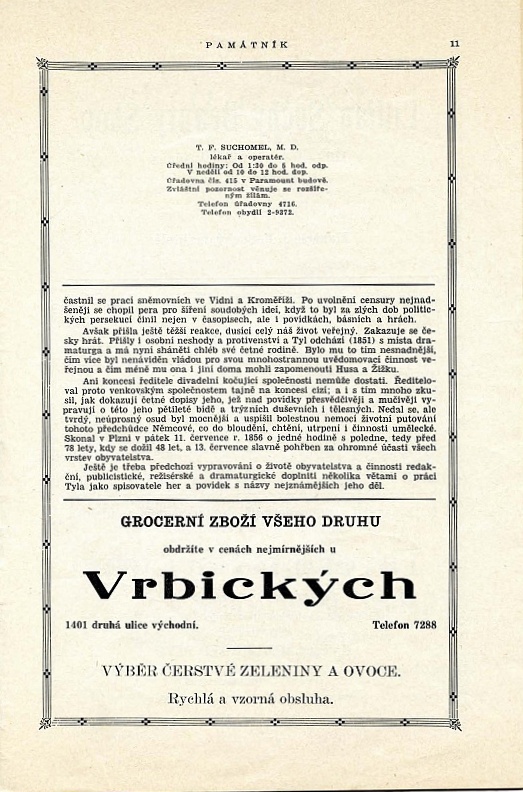 PAMÁTNÍK
11
T. F. SUCHOMEL, M. D.
lékař a operatér.
Úřední hodiny: Od 1:30 do 5 hod. odp.
V neděli od 10 do 12 hod. dop.
Úřadovna čís. 415 v Paramount budově.
Zvláštní pozornost věnuje se rozšíře-
ným žilám.
Telefon úřadovny 4716.
Telefon obydlí 2-9372.
častnil se prací sněmovních ve Vídni a Kroměříži. Po uvolnění censury nejnad-
šeněji se chopil pera pro šíření soudobých ideí, když to byl za zlých dob politic-
kých persekucí činil nejen v časopisech, ale i povídkách, básních a hrách.
Avšak přišla ještě těžší reakce, dusící celý náš život veřejný. Zakazuje se če-
sky hrát. Přišly i osobní neshody a protivenství a Tyl odchází (1851) s místa dra-
maturga a má nyní sháněti chléb své četné rodině. Bylo mu to tím nesnadnější,
čím více byl nenáviděn vládou pro svou mnohostrannou uvědomovací činnost ve-
řejnou a čím méně mu ona i jiní doma mohli zapomenouti Husa a Žižku.
Ani koncesi ředitele divadelní kočující společnosti nemůže dostati. Ředitelo-
val proto venkovským společnostem tajně na koncesi cizí; a i s tím mnoho zku-
sil, jak dokazují četné dopisy jeho, jež nad povídky přesvědčivěji a mučivěji vy-
pravují o této jeho pětileté bídě a trýzních duševních i tělesných. Nedal se, ale
tvrdý, neúprosný osud byl mocnější a uspíšil bolestnou nemocí životní putování
tohoto předchůdce Němcové, co do bloudění, chtění, utrpení i činnosti umělecké.
Skonal v Plzni v pátek 11. července r. 1856 o jedné hodině s poledne, tedy před
78 lety, kdy se dožil 48 let, a 13. července slavně pohřben za ohromné účasti všech
vrstev obyvatelstva.
Ještě je třeba předchozí vypravování o životě obyvatelstva a činnosti redak-
ční, publicistické, režisérské a dramaturgické doplniti několika větami o práci
Tyla jako spisovatele her a povídek s názvy nejznámějších jeho děl.
GROCERNÍ ZBOŽÍ VŠEHO DRUHU
obdržíte v cenách nejmírnějších u
Vrbických
1401 druhá ulice východní.
Telefon 7288
VÝBĚR ČERSTVÉ ZELENINY A OVOCE.
Rychlá a vzorná obsluha.